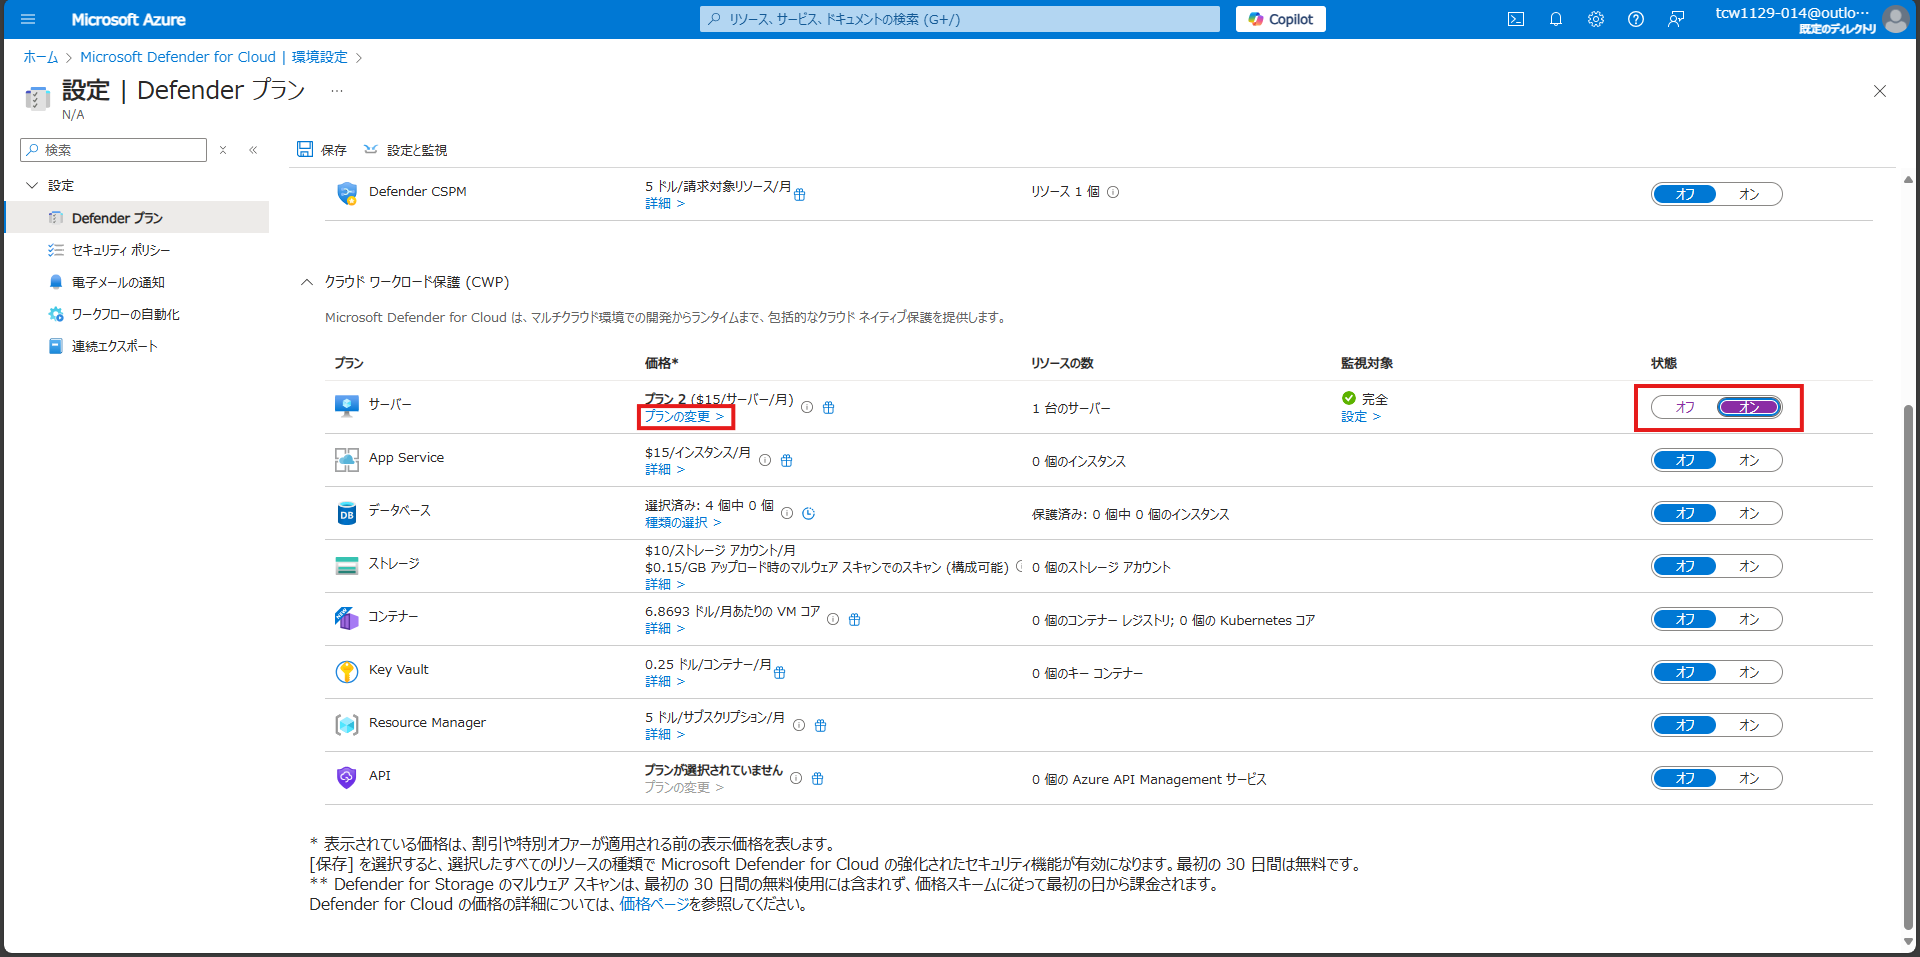 Microsoft Azure
リソース、サービス、ドキュメントの検索 (G+/)
Copilot
tcw1129-014@outlo…
既定のディレクトリ
ホーム > Microsoft Defender for Cloud | 環境設定 >
設定 | Defender プラン …
N/A
検索
保存 設定と監視
設定
Defender プラン
セキュリティ ポリシー
電子メールの通知
ワークフローの自動化
連続エクスポート
Defender CSPM
5 ドル/請求対象リソース/月
詳細 >
リソース 1 個
オフ オン
クラウド ワークロード保護 (CWP)
Microsoft Defender for Cloud は、マルチクラウド環境での開発からランタイムまで、包括的なクラウド ネイティブ保護を提供します。
プラン 価格* リソースの数 監視対象 状態
サーバー
プラン 2 ($15/サーバー/月)
プランの変更 >
1 台のサーバー
完全
設定 >
オフ オン
App Service
$15/インスタンス/月
詳細 >
0 個のインスタンス
オフ オン
データベース
選択済み: 4 個中 0 個
種類の選択 >
保護済み: 0 個中 0 個のインスタンス
オフ オン
ストレージ
$10/ストレージ アカウント/月
$0.15/GB アップロード時のマルウェア スキャンでのスキャン (構成可能)
詳細 >
0 個のストレージ アカウント
オフ オン
コンテナー
6.8693 ドル/月あたりの VM コア
詳細 >
0 個のコンテナー レジストリ; 0 個の Kubernetes コア
オフ オン
Key Vault
0.25 ドル/コンテナー/月
詳細 >
0 個のキー コンテナー
オフ オン
Resource Manager
5 ドル/サブスクリプション/月
詳細 >
オフ オン
API
プランが選択されていません
プランの変更 >
0 個の Azure API Management サービス
オフ オン
* 表示されている価格は、割引や特別オファーが適用される前の表示価格を表します。
[保存] を選択すると、選択したすべてのリソースの種類で Microsoft Defender for Cloud の強化されたセキュリティ機能が有効になります。最初の 30 日間は無料です。
** Defender for Storage のマルウェア スキャンは、最初の 30 日間の無料使用には含まれず、価格スキームに従って最初の日から課金されます。
Defender for Cloud の価格の詳細については、価格ページを参照してください。